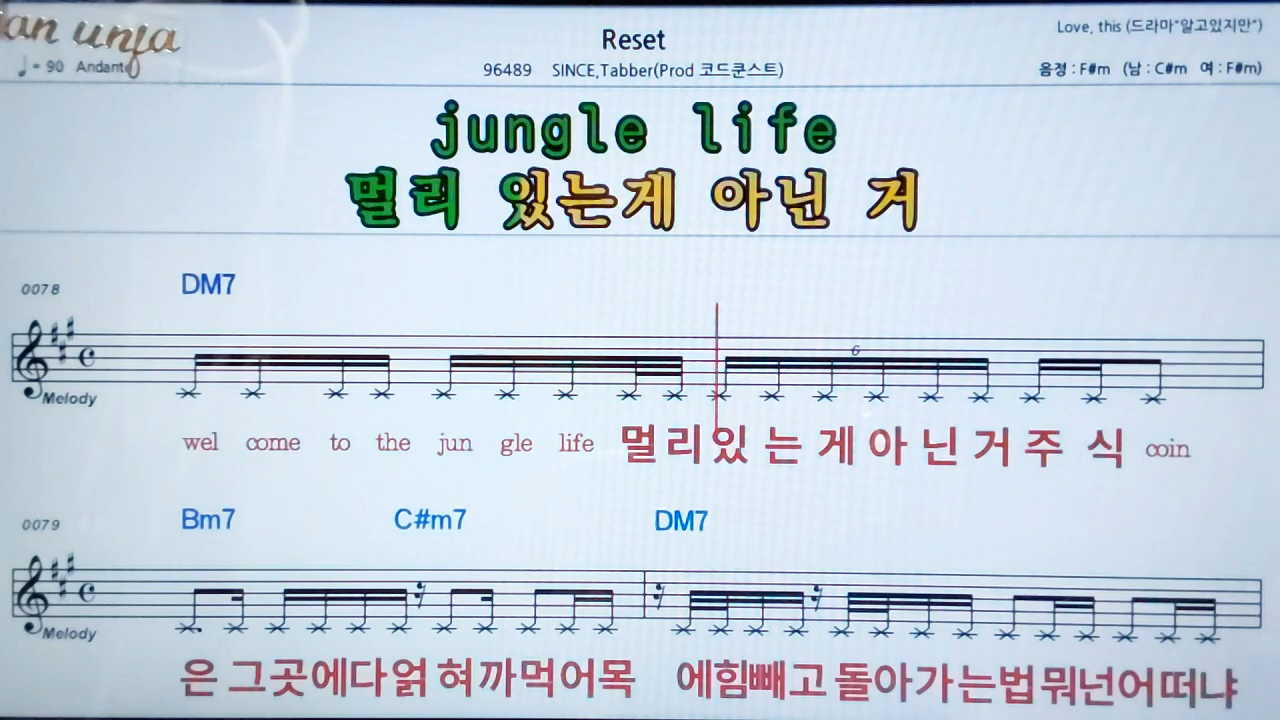 an unja
Reset
Love, this (드라마"알고있지만")
♩= 90 Andante
96489 SINCE,Tabber(Prod 코드쿤스트)
음정 : F#m (남 : C#m 여 : F#m)
jungle life
멀리 있는게 아닌 거
0078 DM7
6
Melody
wel come to the jun gle life 멀 리 있 는 게 아 닌 거 주 식 coin
0079 Bm7 C#m7 DM7
Melody
은 그곳에다얽 혀까먹어목 에힘빼고 돌아가는법뭐넌어떠냐